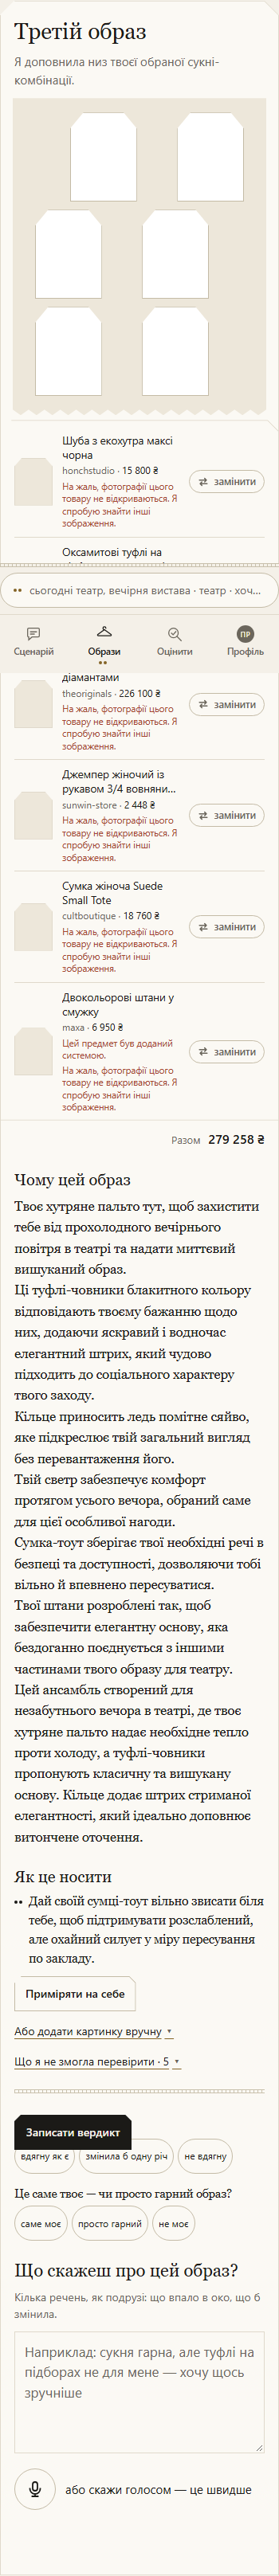 Третій образ
Я доповнила низ твоєї обраної сукні-
комбінації.
Шуба з екохутра максі
чорна
honchstudio · 15 800 ₴
На жаль, фотографії цього
товару не відкриваються. Я
спробую знайти інші
зображення.
замінити
Оксамитові туфлі на
сьогодні театр, вечірня вистава · театр · хоч...
Сценарій
Образи
Оцінити
ПР
Профіль
діамантами
theoriginals · 226 100 ₴
На жаль, фотографії цього
товару не відкриваються. Я
спробую знайти інші
зображення.
замінити
Джемпер жіночий із
рукавом 3/4 вовняни...
sunwin-store · 2 448 ₴
На жаль, фотографії цього
товару не відкриваються. Я
спробую знайти інші
зображення.
замінити
Сумка жіноча Suede
Small Tote
cultboutique · 18 760 ₴
На жаль, фотографії цього
товару не відкриваються. Я
спробую знайти інші
зображення.
замінити
Двокольорові штани у
смужку
maxa · 6 950 ₴
Цей предмет був доданий
системою.
На жаль, фотографії цього
товару не відкриваються. Я
спробую знайти інші
зображення.
замінити
Разом 279 258 ₴
Чому цей образ
Твоє хутряне пальто тут, щоб захистити
тебе від прохолодного вечірнього
повітря в театрі та надати миттєвий
вишуканий образ.
Ці туфлі-човники блакитного кольору
відповідають твоєму бажанню щодо
них, додаючи яскравий і водночас
елегантний штрих, який чудово
підходить до соціального характеру
твого заходу.
Кільце приносить ледь помітне сяйво,
яке підкреслює твій загальний вигляд
без перевантаження його.
Твій светр забезпечує комфорт
протягом усього вечора, обраний саме
для цієї особливої нагоди.
Сумка-тоут зберігає твої необхідні речі в
безпеці та доступності, дозволяючи тобі
вільно й впевнено пересуватися.
Твої штани розроблені так, щоб
забезпечити елегантну основу, яка
бездоганно поєднується з іншими
частинами твого образу для театру.
Цей ансамбль створений для
незабутнього вечора в театрі, де твоє
хутряне пальто надає необхідне тепло
проти холоду, а туфлі-човники
пропонують класичну та вишукану
основу. Кільце додає штрих стриманої
елегантності, який ідеально доповнює
витончене оточення.
Як це носити
Дай своїй сумці-тоут вільно звисати біля
тебе, щоб підтримувати розслаблений,
але охайний силует у міру пересування
по закладу.
Приміряти на себе
Або додати картинку вручну
Що я не змогла перевірити · 5
Записати вердикт
вдягну як є
змінила б одну річ
не вдягну
Це саме твоє — чи просто гарний образ?
саме моє
просто гарний
не моє
Що скажеш про цей образ?
Кілька речень, як подрузі: що впало в око, що б
змінила.
Наприклад: сукня гарна, але туфлі на
підборах не для мене — хочу щось
зручніше
або скажи голосом — це швидше